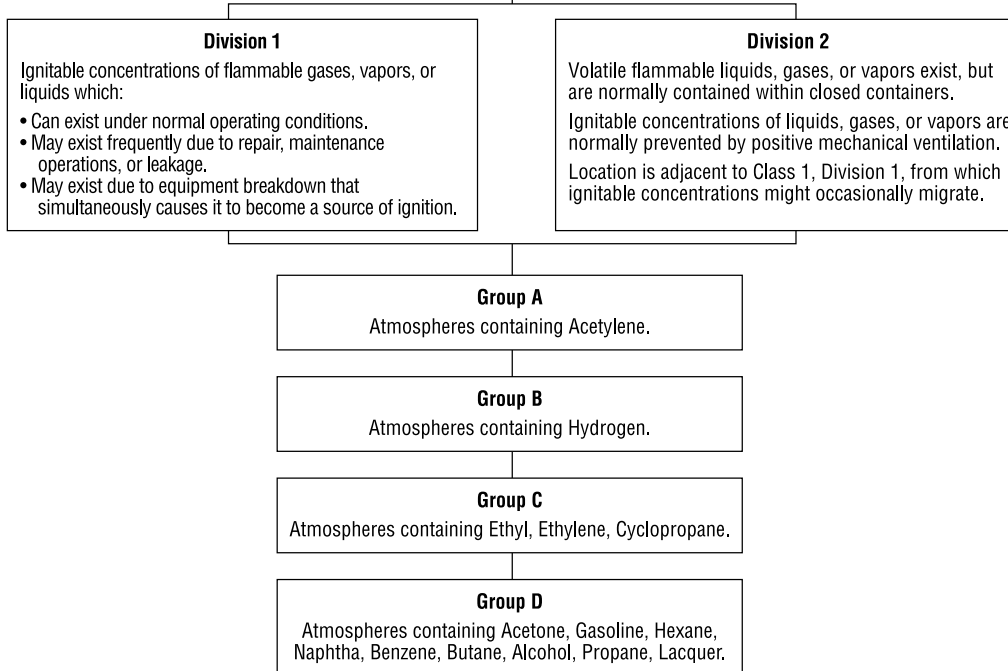 Division 1
Ignitable concentrations of flammable gases, vapors, or
liquids which:
• Can exist under normal operating conditions.
• May exist frequently due to repair, maintenance
operations, or leakage.
• May exist due to equipment breakdown that
simultaneously causes it to become a source of ignition.
Division 2
Volatile flammable liquids, gases, or vapors exist, but
are normally contained within closed containers.
Ignitable concentrations of liquids, gases, or vapors are
normally prevented by positive mechanical ventilation.
Location is adjacent to Class 1, Division 1, from which
ignitable concentrations might occasionally migrate.
Group A
Atmospheres containing Acetylene.
Group B
Atmospheres containing Hydrogen.
Group C
Atmospheres containing Ethyl, Ethylene, Cyclopropane.
Group D
Atmospheres containing Acetone, Gasoline, Hexane,
Naphtha, Benzene, Butane, Alcohol, Propane, Lacquer.